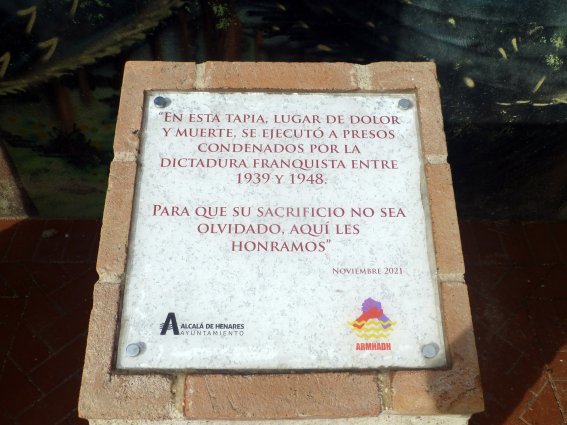 “En esta tapia, lugar de dolor
y muerte, se ejecutó a presos
condenados por la
dictadura franquista entre
1939 y 1948.
Para que su sacrificio no sea
olvidado, aquí les
honramos”
Noviembre 2021
ALCALÁ DE HENARES
AYUNTAMIENTO
ARMHADH